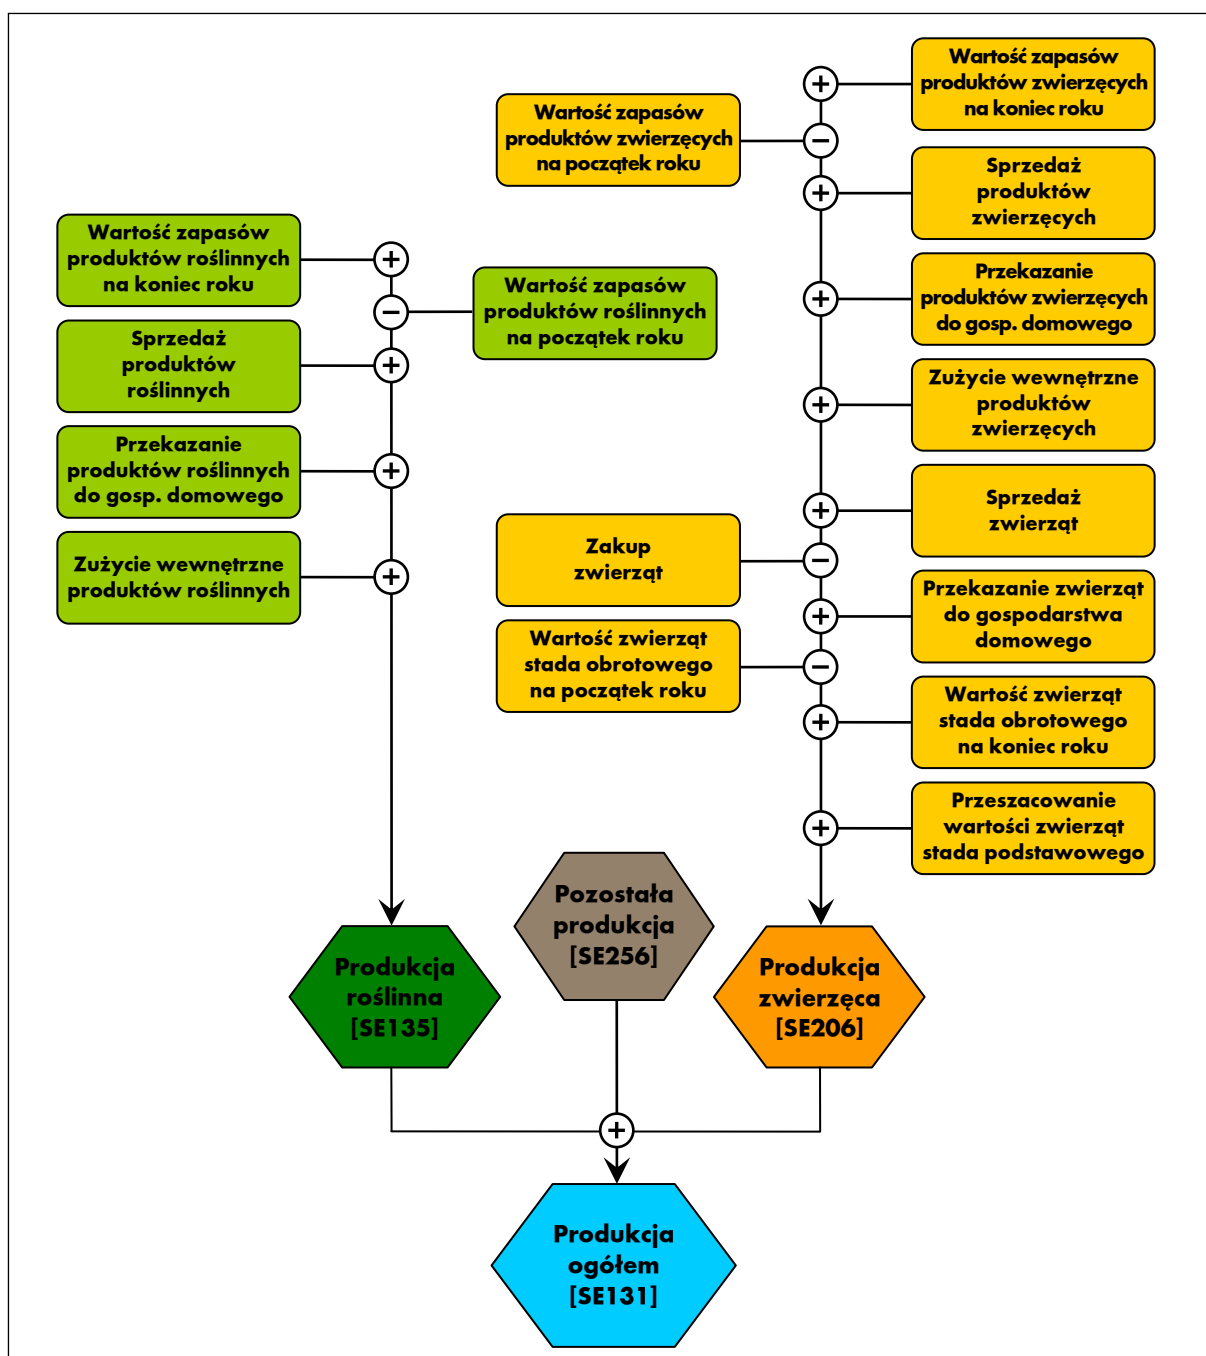 Wartość zapasów
produktów zwierzęcych
na koniec roku
Wartość zapasów
produktów zwierzęcych
na początek roku
Sprzedaż
produktów
zwierzęcych
Wartość zapasów
produktów roślinnych
na koniec roku
Wartość zapasów
produktów roślinnych
na początek roku
Przekazanie
produktów zwierzęcych
do gosp. domowego
Sprzedaż
produktów
roślinnych
Zużycie wewnętrzne
produktów
zwierzęcych
Przekazanie
produktów roślinnych
do gosp. domowego
Sprzedaż
zwierząt
Zużycie wewnętrzne
produktów roślinnych
Zakup
zwierząt
Przekazanie zwierząt
do gospodarstwa
domowego
Wartość zwierząt
stada obrotowego
na początek roku
Wartość zwierząt
stada obrotowego
na koniec roku
Przeszacowanie
wartości zwierząt
stada podstawowego
Pozostała
produkcja
[SE256]
Produkcja
roślinna
[SE135]
Produkcja
zwierzęca
[SE206]
Produkcja
ogółem
[SE131]